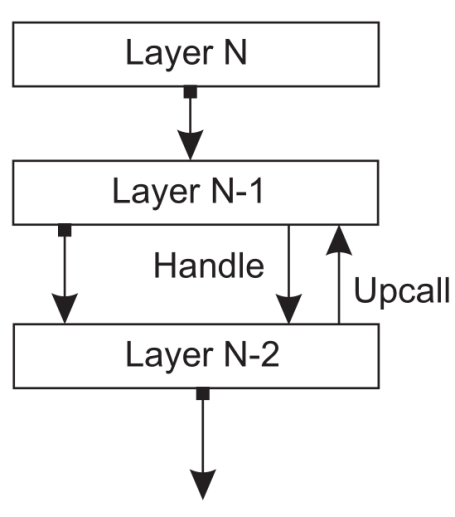 Layer N
Layer N-1
Handle
Upcall
Layer N-2